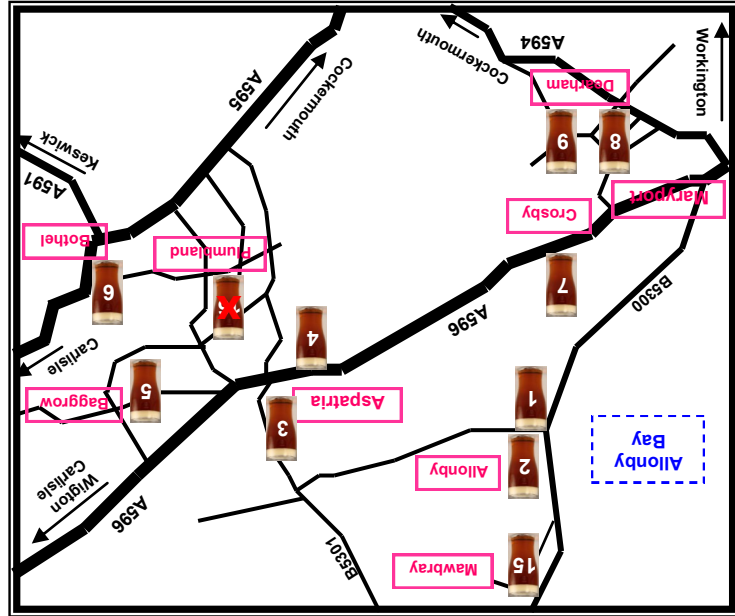 15
Mawbray
B5301
A596
Wigton
Carlisle
2
Allonby
Allonby
Bay
3
1
Aspatria
5
Baggrow
4
Carlisle
B5300
A596
7
X
6
Plumbland
Bothel
Crosby
Maryport
A591
Keswick
8
9
Dearham
A595
Cockermouth
Workington
A594
Cockermouth